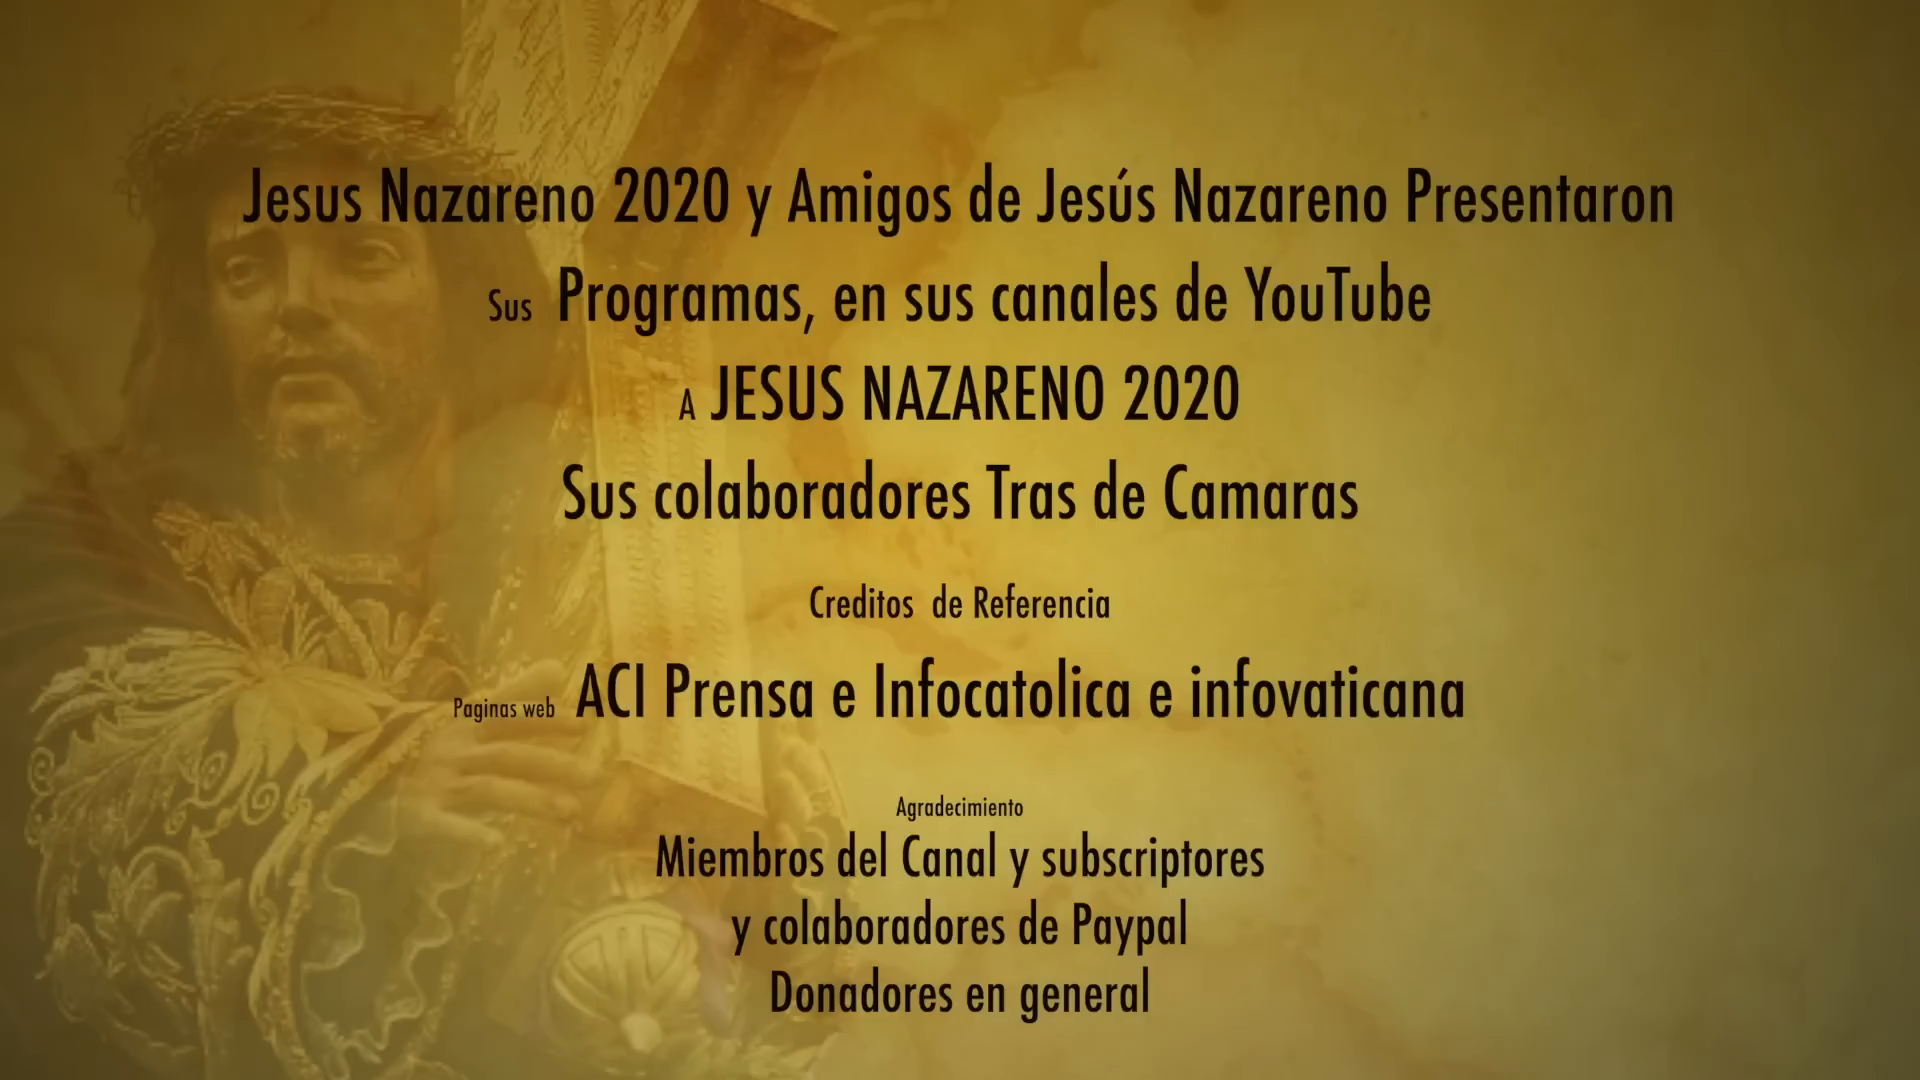 Jesus Nazareno 2020 y Amigos de Jesús Nazareno Presentaron
Sus Programas, en sus canales de YouTube
A JESUS NAZARENO 2020
Sus colaboradores Tras de Camaras
Creditos de Referencia
Paginas web ACI Prensa e Infocatolica e infovaticana
Agradecimiento
Miembros del Canal y subscriptores
y colaboradores de Paypal
Donadores en general